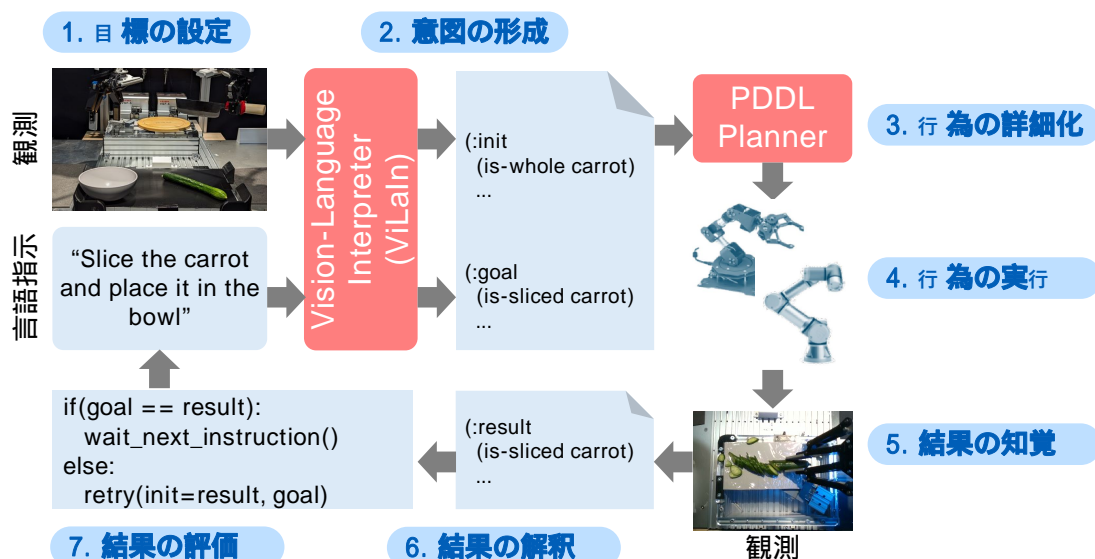 1. 目 標の設定
2. 意図の形成
観測
Vision-Language
Interpreter
(ViLaIn)
(:init
(is-whole carrot)
...
PDDL
Planner
3. 行 為の詳細化
言語指示
“Slice the carrot
and place it in the
bowl”
(:goal
(is-sliced carrot)
...
4. 行 為の実行
if(goal == result):
wait_next_instruction()
else:
retry(init=result, goal)
(:result
(is-sliced carrot)
...
5. 結果の知覚
7. 結果の評価
6. 結果の解釈
観測